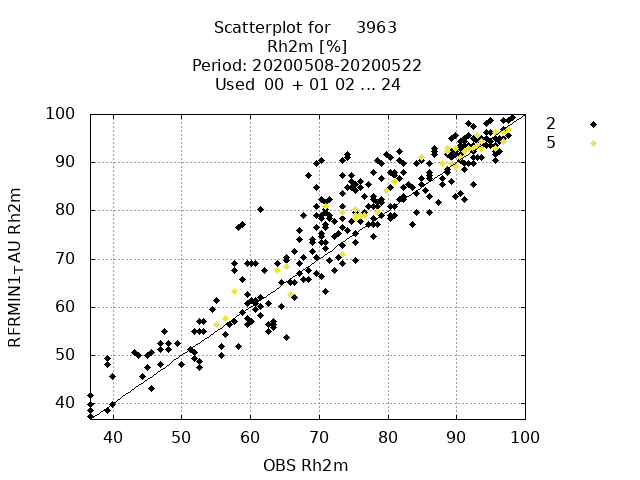 Scatterplot for 3963
Rh2m [%]
Period: 20200508-20200522
Used 00 + 01 02 ... 24
2
5
100
90
80
70
60
50
40
RFRMIN1_T AU Rh2m
40 50 60 70 80 90 100
OBS Rh2m